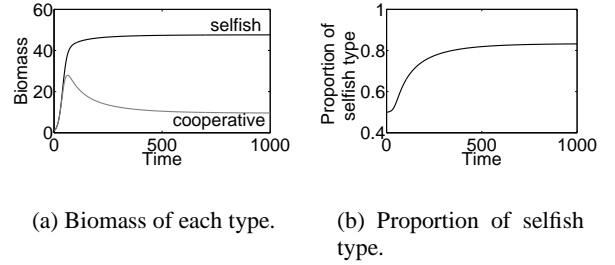 60
40
20
0
0
500
1000
Biomass
Time
selfish
cooperative
(a) Biomass of each type.
1
0.8
0.6
0.4
0
500
1000
Proportion of
selfish type
Time
(b) Proportion of selfish
type.